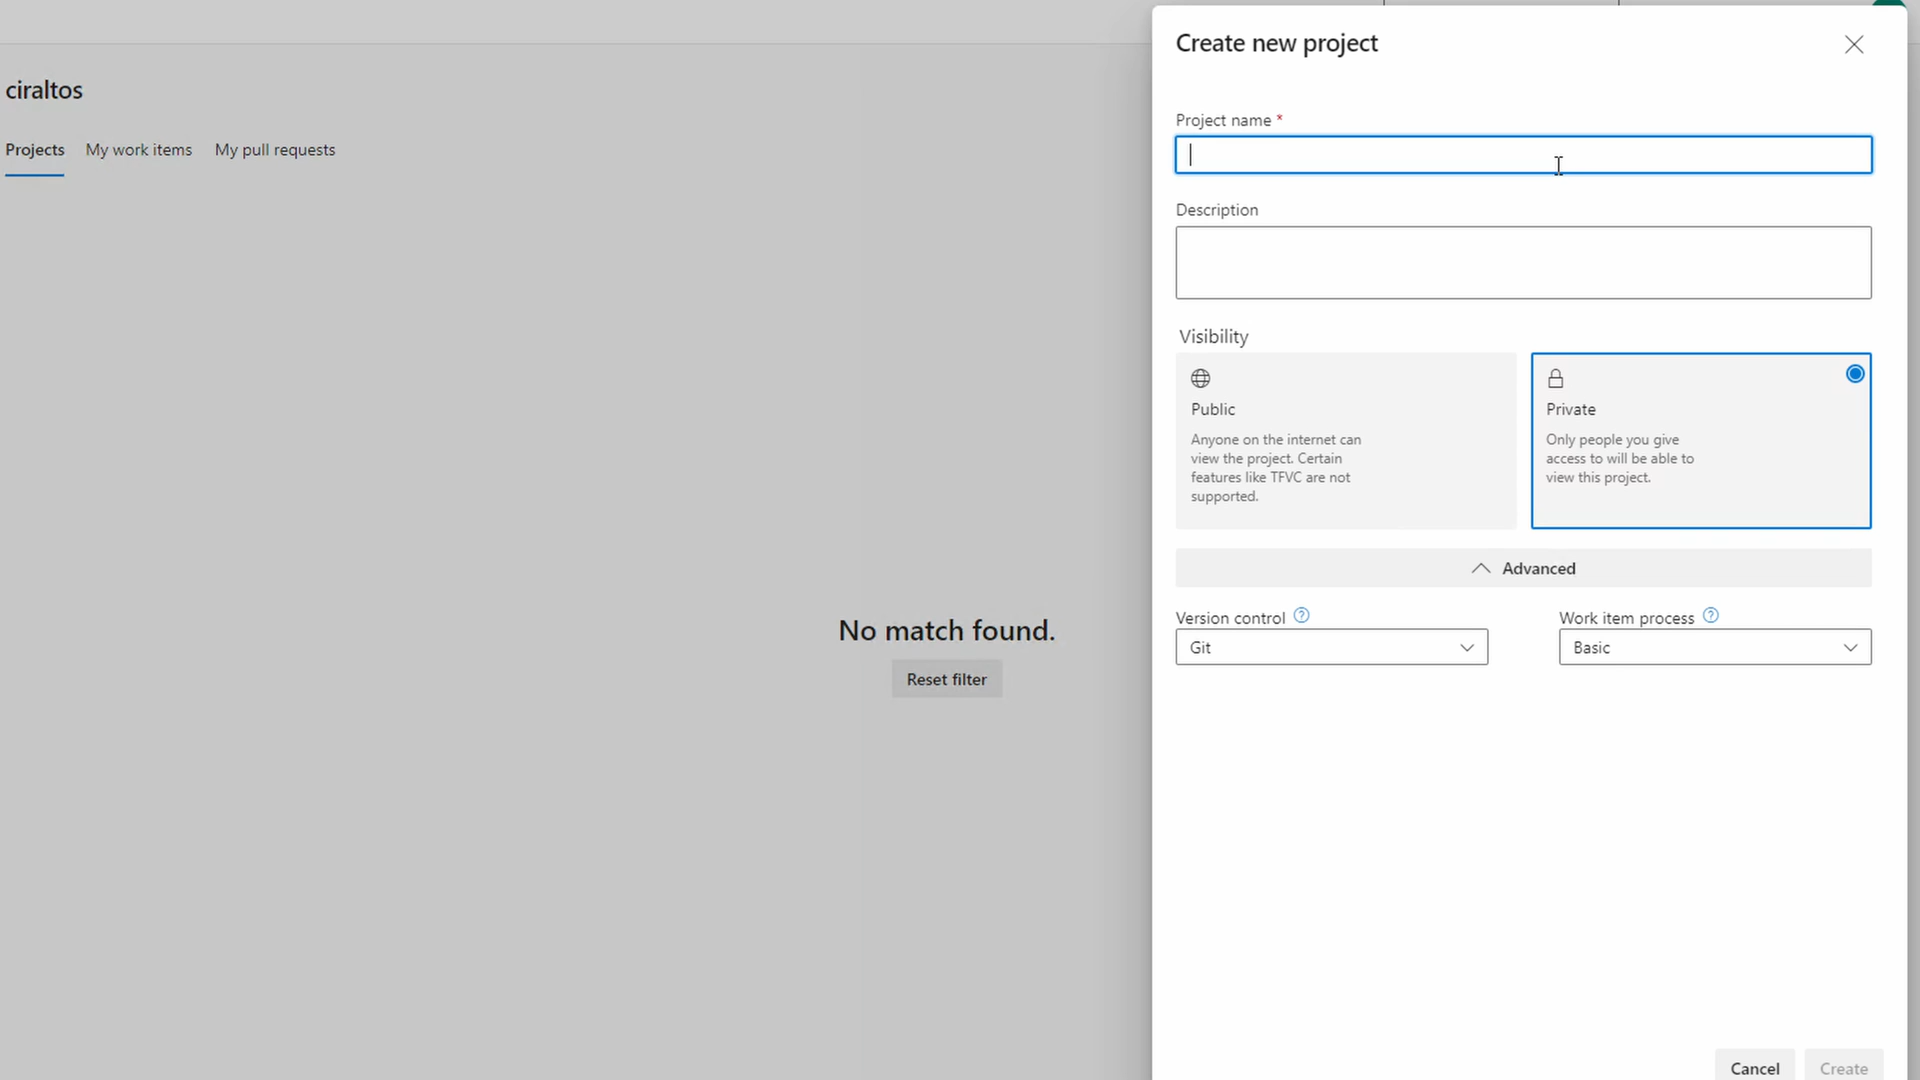 ciraltos
Projects
My work items
My pull requests
No match found.
Reset filter
Create new project
Project name *
Description
Visibility
Public
Anyone on the internet can
view the project. Certain
features like TFVC are not
supported.
Private
Only people you give
access to will be able to
view this project.
Advanced
Version control ?
Git
Work item process ?
Basic
Cancel
Create